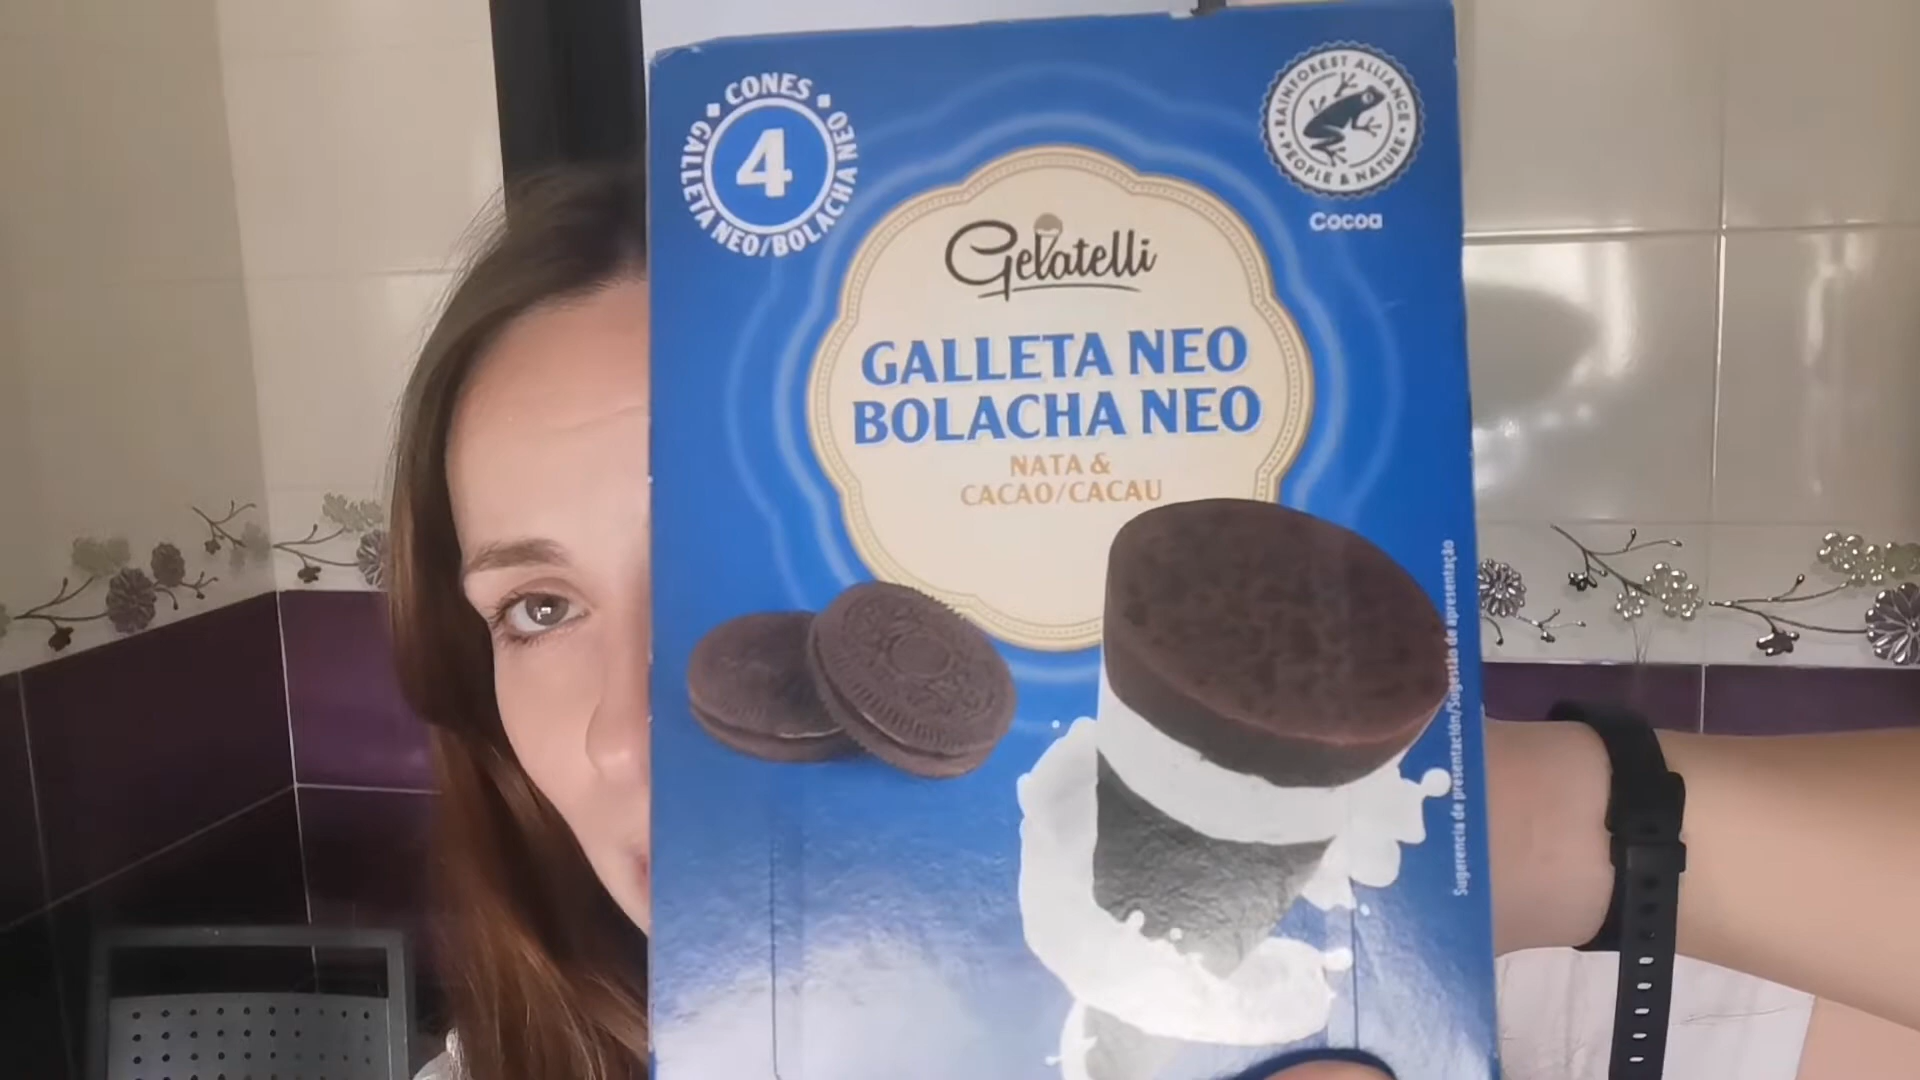 CONES
GALLETA NEO/BOLACHA NEO
4
RAINFOREST ALLIANCE
PEOPLE & NATURE
Cocoa
Gelatelli
GALLETA NEO
BOLACHA NEO
NATA &
CACAO/CACAU
Sugerencia de presentación/Sugestão de apresentação